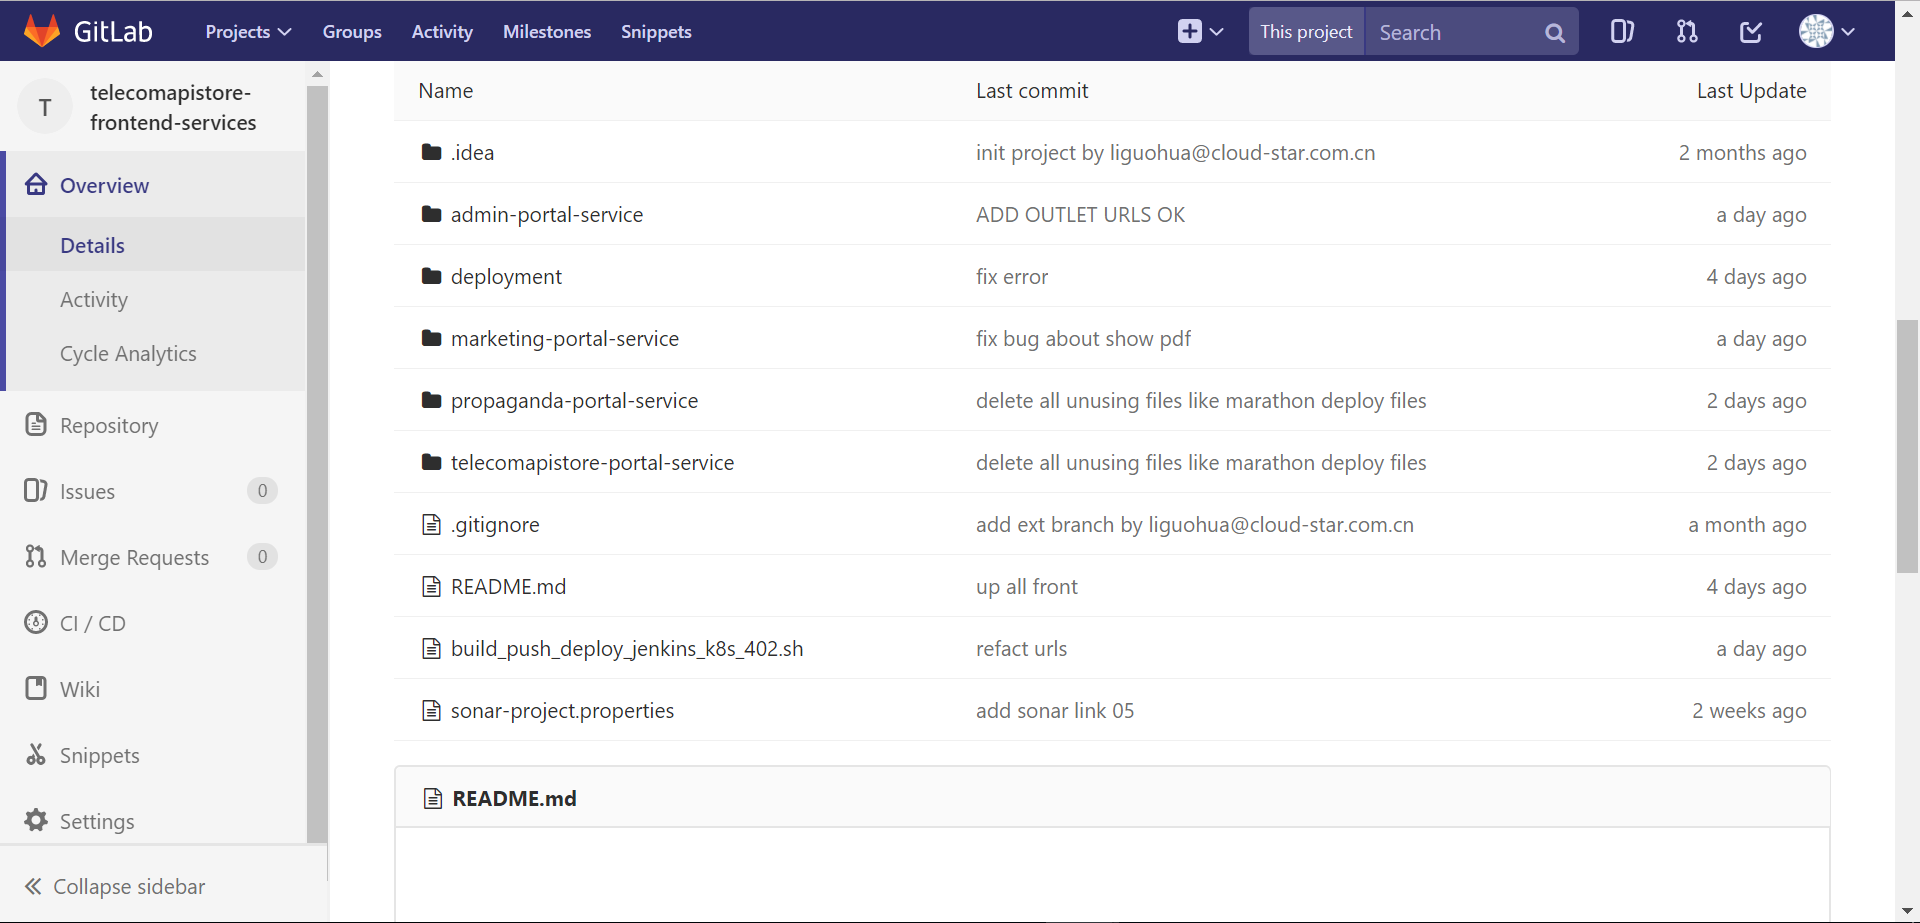 GitLab Projects Groups Activity Milestones Snippets This project Search
T telecomapistore-
frontend-services
Overview
Details
Activity
Cycle Analytics
Repository
Issues 0
Merge Requests 0
CI / CD
Wiki
Snippets
Settings
Collapse sidebar
Name Last commit Last Update
.idea init project by liguohua@cloud-star.com.cn 2 months ago
admin-portal-service ADD OUTLET URLS OK a day ago
deployment fix error 4 days ago
marketing-portal-service fix bug about show pdf a day ago
propaganda-portal-service delete all unusing files like marathon deploy files 2 days ago
telecomapistore-portal-service delete all unusing files like marathon deploy files 2 days ago
.gitignore add ext branch by liguohua@cloud-star.com.cn a month ago
README.md up all front 4 days ago
build_push_deploy_jenkins_k8s_402.sh refact urls a day ago
sonar-project.properties add sonar link 05 2 weeks ago
README.md